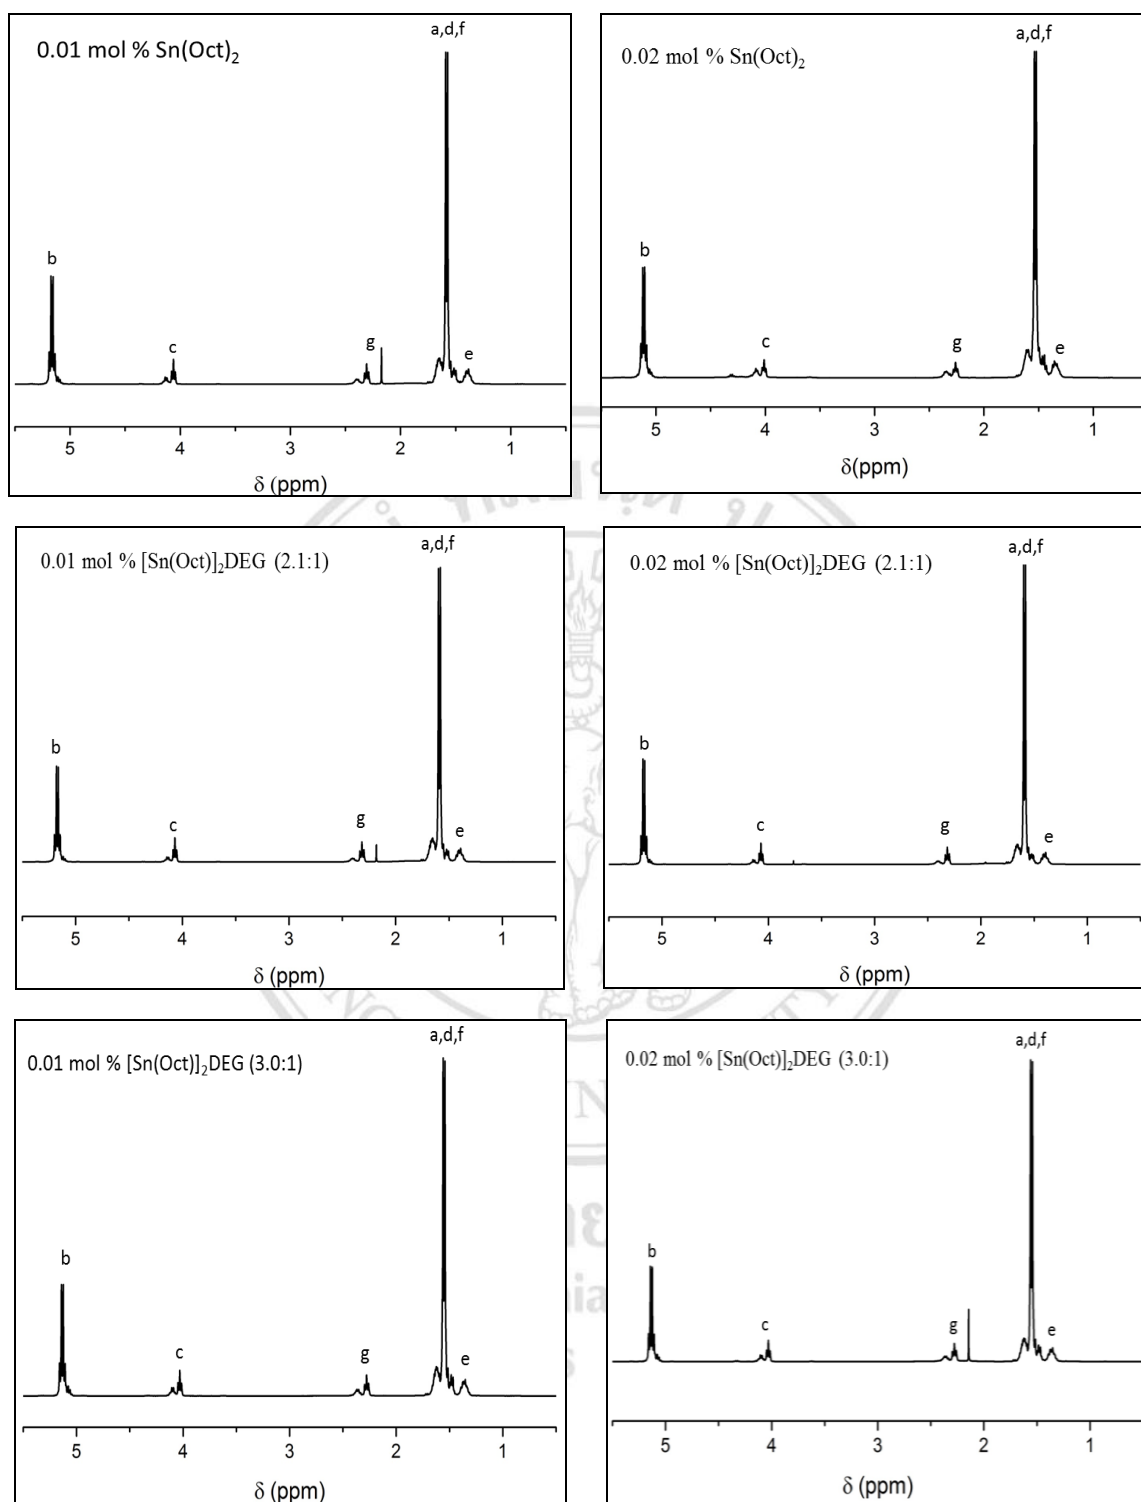 0.01 mol % Sn(Oct)₂
a,d,f
b
c
g
e
5 4 3 2 1
δ (ppm)
0.02 mol % Sn(Oct)₂
a,d,f
b
c
g
e
5 4 3 2 1
δ(ppm)
0.01 mol % [Sn(Oct)]₂DEG (2.1:1)
a,d,f
b
c
g
e
5 4 3 2 1
δ (ppm)
0.02 mol % [Sn(Oct)]₂DEG (2.1:1)
a,d,f
b
c
g
e
5 4 3 2 1
δ (ppm)
0.01 mol % [Sn(Oct)]₂DEG (3.0:1)
a,d,f
b
c
g
e
5 4 3 2 1
δ (ppm)
0.02 mol % [Sn(Oct)]₂DEG (3.0:1)
a,d,f
b
c
g
e
5 4 3 2 1
δ (ppm)